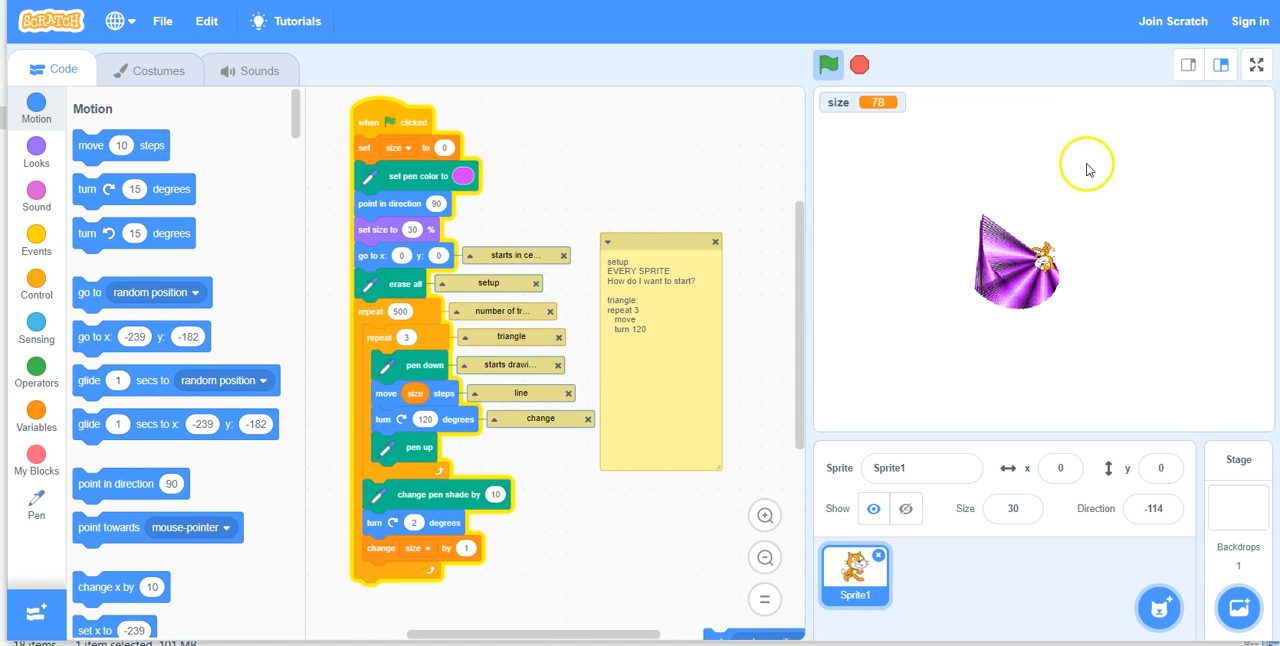 SCRATCH File Edit Tutorials Join Sign in Scratch
Code Costumes Sounds
Motion
Looks
Sound
Events
Control
Sensing
Operators
Variables
My Blocks
Pen
Motion
move 10 steps
turn 15 degrees
turn 15 degrees
go to random position
go to x: -239 y: -182
glide 1 secs to random position
glide 1 secs to x: -239 y: -182
point in direction 90
point towards mouse-pointer
change x by 10
set x to -239
when clicked
set size to 0
set pen color to
point in direction 90
set size to 30 %
go to x: 0 y: 0 starts in ce...
erase all setup
repeat 500 number of tr...
repeat 3 triangle
pen down starts drawi...
move size steps line
turn 120 degrees change
pen up
change pen shade by 10
turn 2 degrees
change size by 1
setup
EVERY SPRITE
How do I want to start?
triangle:
repeat 3
move
turn 120
size 78
Sprite Sprite1 x 0 y 0
Show Size 30 Direction -114
Sprite1
Stage
Backdrops
1
18 items 1 item selected 101 MB